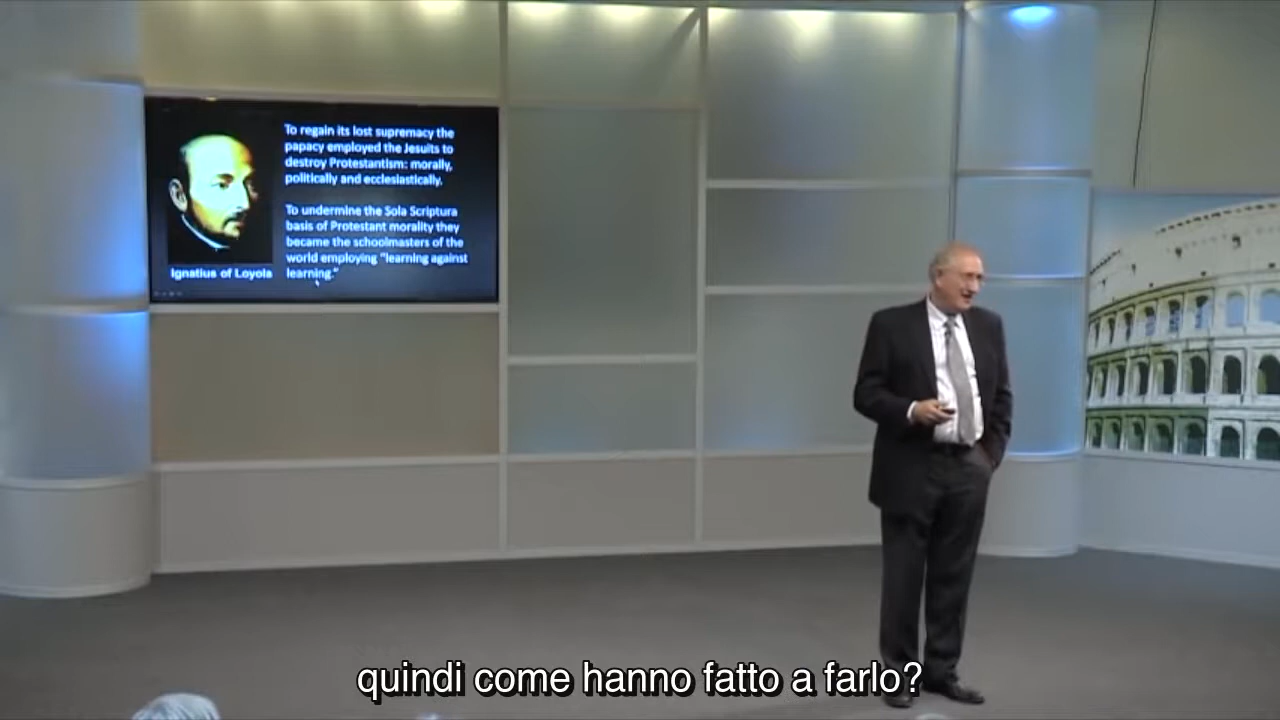 To regain its lost supremacy the
papacy employed the Jesuits to
destroy Protestantism: morally,
politically and ecclesiastically.
To undermine the Sola Scriptura
basis of Protestant morality they
became the schoolmasters of the
world employing "learning against
learning."
Ignatius of Loyola
quindi come hanno fatto a farlo?